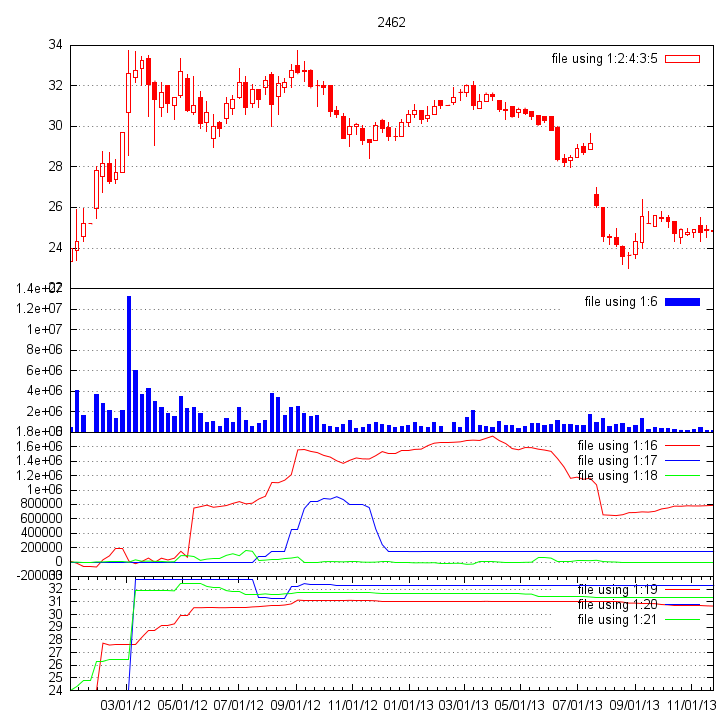 2462
34
file using 1:2:4:3:5
32
30
28
26
24
22
1.4e+07
file using 1:6
1.2e+07
1e+07
8e+06
6e+06
4e+06
2e+06
0
1.8e+06
file using 1:16
1.6e+06
file using 1:17
1.4e+06
file using 1:18
1.2e+06
1e+06
800000
600000
400000
200000
0
-200000
33
file using 1:19
32
file using 1:20
31
file using 1:21
30
29
28
27
26
25
24
03/01/12 05/01/12 07/01/12 09/01/12 11/01/12 01/01/13 03/01/13 05/01/13 07/01/13 09/01/13 11/01/13